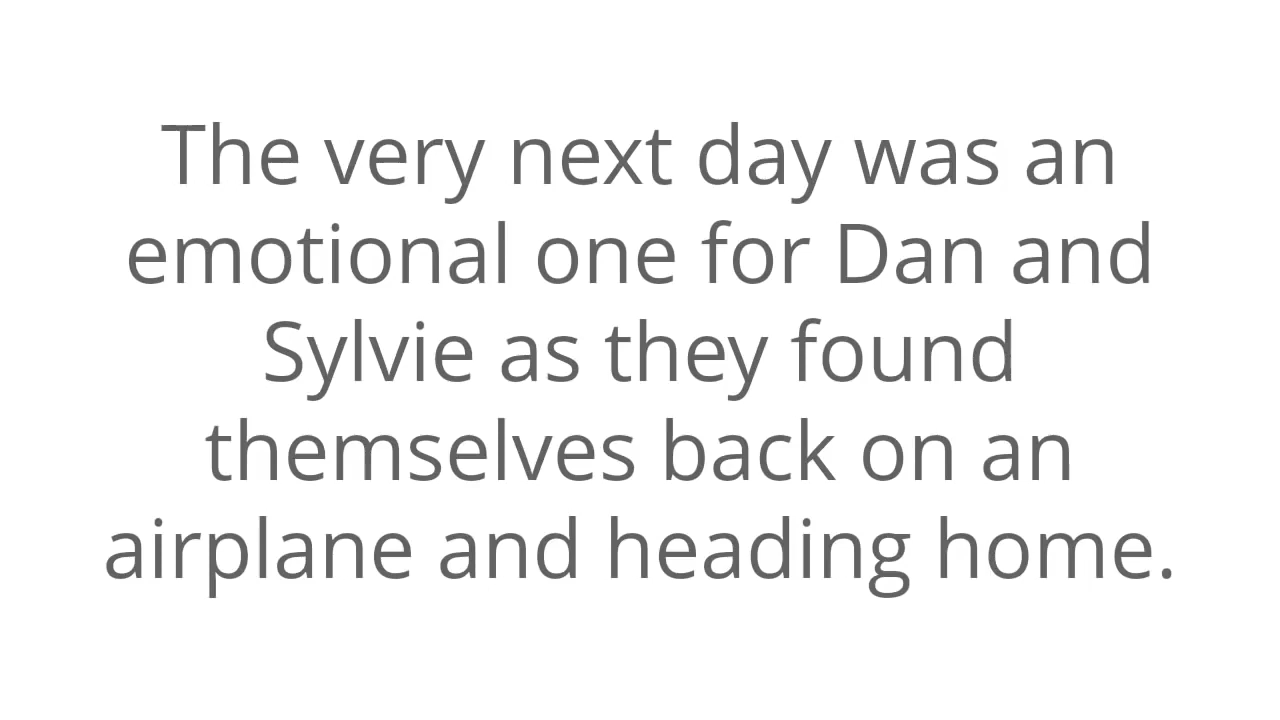 The very next day was an
emotional one for Dan and
Sylvie as they found
themselves back on an
airplane and heading home.